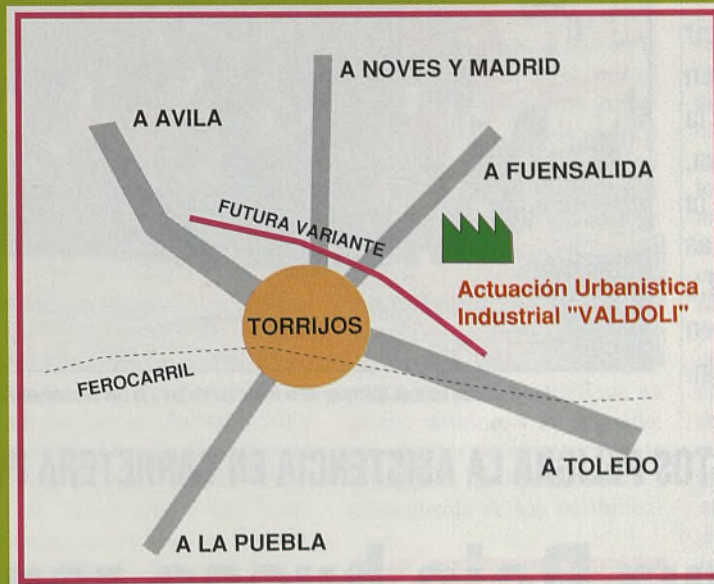 A NOVES Y MADRID
A AVILA
A FUENSALIDA
FUTURA VARIANTE
Actuación Urbanistica
Industrial "VALDOLI"
TORRIJOS
FEROCARRIL
A TOLEDO
A LA PUEBLA